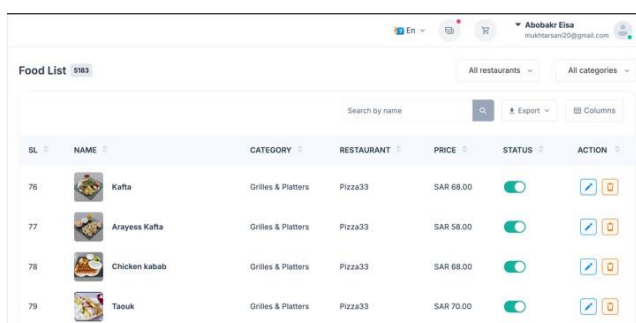 En
Abobakr Eisa
mukhtarsani20@gmail.com
Food List 5183
All restaurants
All categories
Search by name
Export
Columns
SL NAME CATEGORY RESTAURANT PRICE STATUS ACTION
76 Kafta Grilles & Platters Pizza33 SAR 68.00
77 Arayess Kafta Grilles & Platters Pizza33 SAR 58.00
78 Chicken kabab Grilles & Platters Pizza33 SAR 68.00
79 Taouk Grilles & Platters Pizza33 SAR 70.00